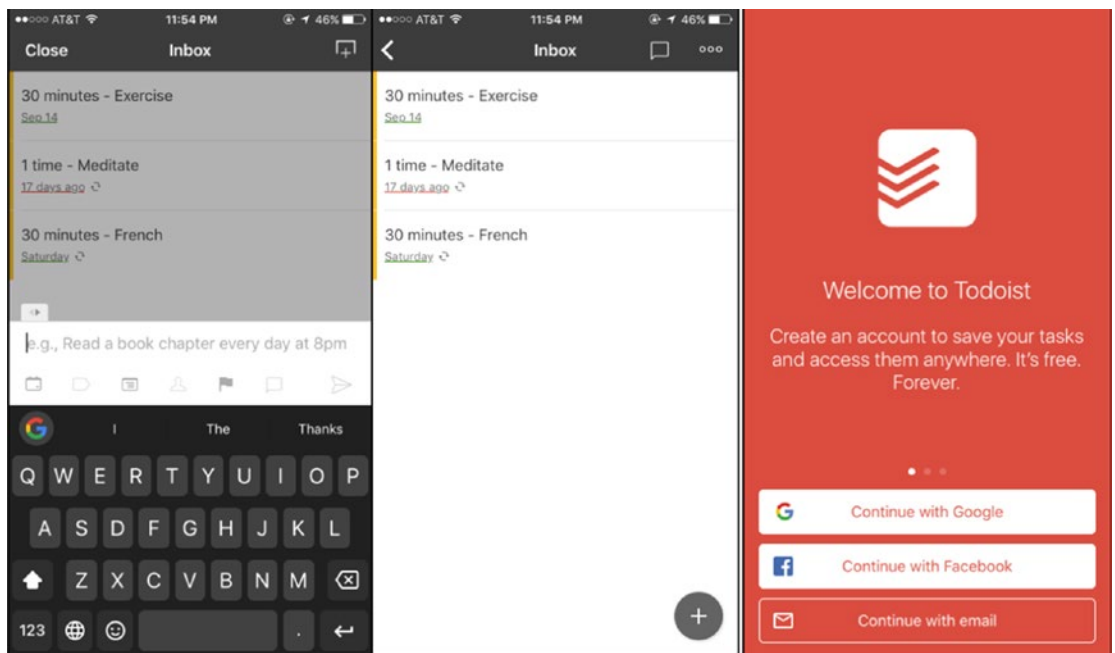 AT&T 11:54 PM 46%
Close Inbox
30 minutes - Exercise
Sep 14
1 time - Meditate
17 days ago
30 minutes - French
Saturday
e.g., Read a book chapter every day at 8pm
G I The Thanks
Q W E R T Y U I O P
A S D F G H J K L
Z X C V B N M
123 .
AT&T 11:54 PM 46%
Inbox
30 minutes - Exercise
Sep 14
1 time - Meditate
17 days ago
30 minutes - French
Saturday
Welcome to Todoist
Create an account to save your tasks
and access them anywhere. It's free.
Forever.
G Continue with Google
f Continue with Facebook
Continue with email